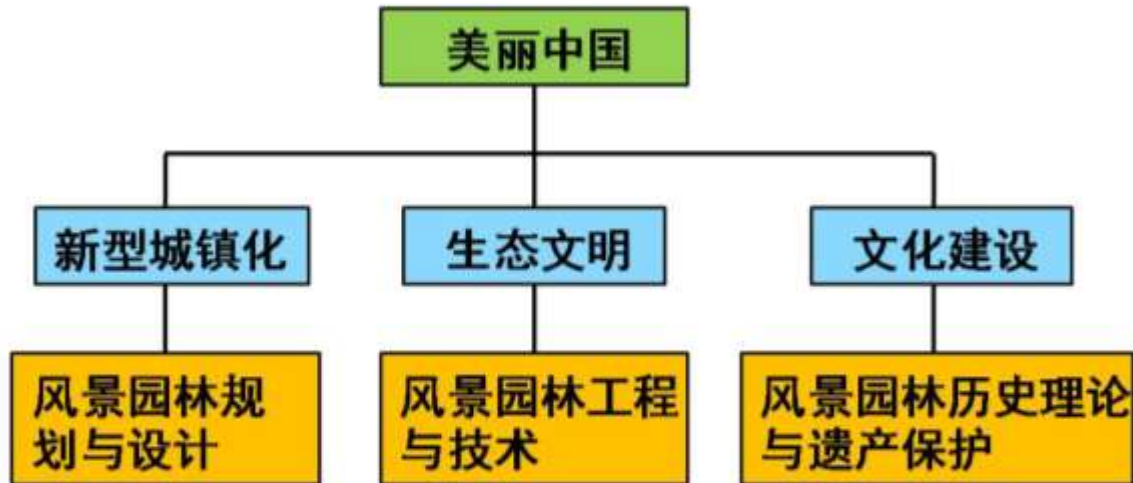 美丽中国
新型城镇化
生态文明
文化建设
风景园林规
划与设计
风景园林工程
与技术
风景园林历史理论
与遗产保护